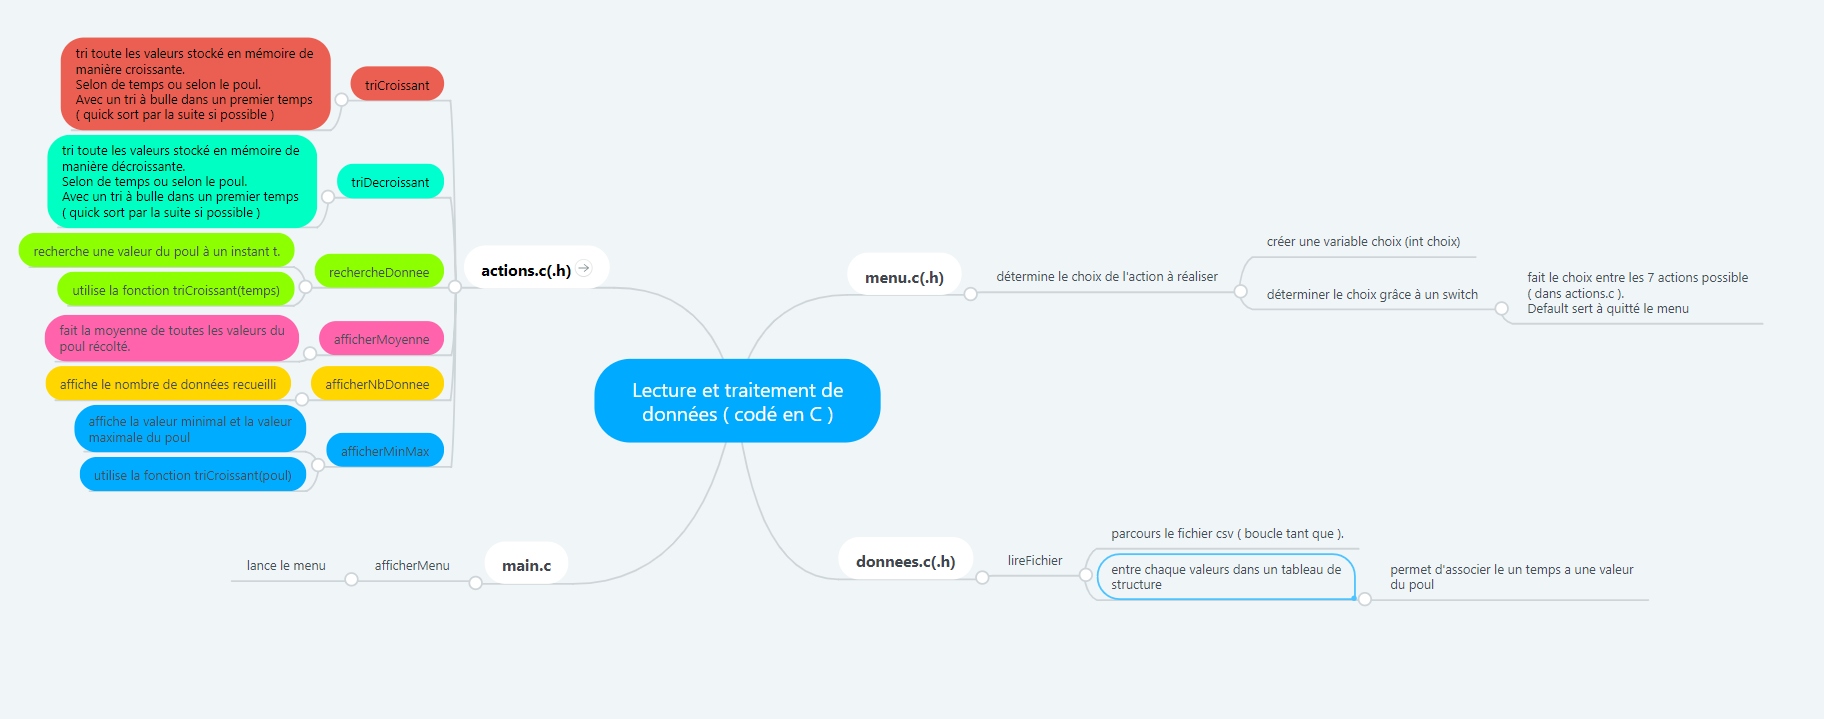 tri toute les valeurs stocké en mémoire de
manière croissante.
Selon de temps ou selon le poul.
Avec un tri à bulle dans un premier temps
( quick sort par la suite si possible )
triCroissant
tri toute les valeurs stocké en mémoire de
manière décroissante.
Selon de temps ou selon le poul.
Avec un tri à bulle dans un premier temps
( quick sort par la suite si possible )
triDecroissant
recherche une valeur du poul à un instant t.
utilise la fonction triCroissant(temps)
rechercheDonnee
fait la moyenne de toutes les valeurs du
poul récolté.
afficherMoyenne
affiche le nombre de données recueilli
afficherNbDonnee
affiche la valeur minimal et la valeur
maximale du poul
utilise la fonction triCroissant(poul)
afficherMinMax
actions.c(.h)
lance le menu
afficherMenu
main.c
Lecture et traitement de
données ( codé en C )
menu.c(.h)
détermine le choix de l'action à réaliser
créer une variable choix (int choix)
déterminer le choix grâce à un switch
fait le choix entre les 7 actions possible
( dans actions.c ).
Default sert à quitté le menu
donnees.c(.h)
lireFichier
parcours le fichier csv ( boucle tant que ).
entre chaque valeurs dans un tableau de
structure
permet d'associer le un temps a une valeur
du poul